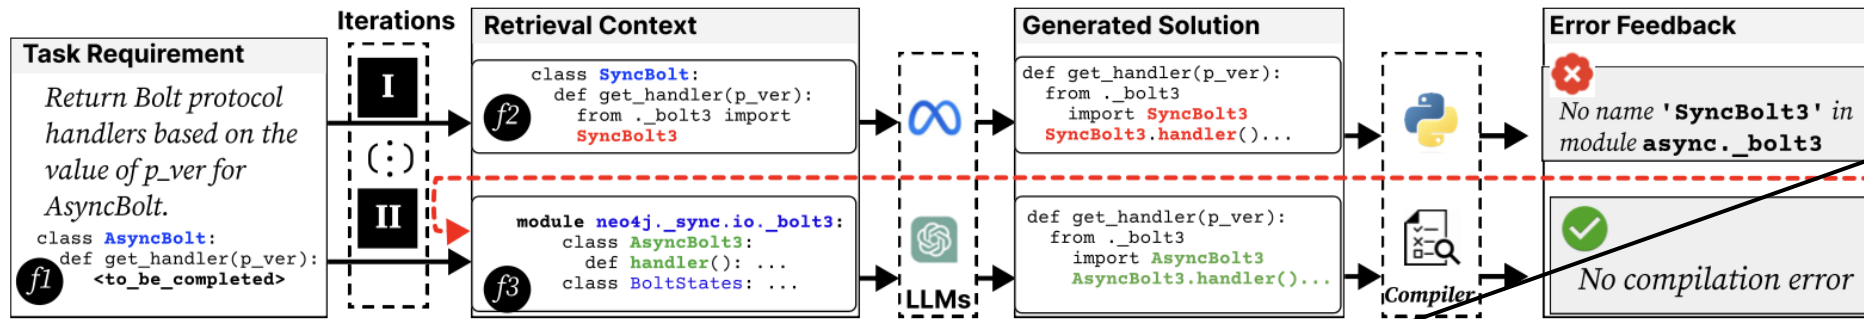 Task Requirement
Return Bolt protocol
handlers based on the
value of p_ver for
AsyncBolt.
class AsyncBolt:
def get_handler(p_ver):
<to_be_completed>
f1
Iterations
I
(:)
II
Retrieval Context
class SyncBolt:
def get_handler(p_ver):
from ._bolt3 import
SyncBolt3
f2
module neo4j._sync.io._bolt3:
class AsyncBolt3:
def handler(): ...
class BoltStates: ...
f3
LLMs
Generated Solution
def get_handler(p_ver):
from ._bolt3
import SyncBolt3
SyncBolt3.handler()...
def get_handler(p_ver):
from ._bolt3
import AsyncBolt3
AsyncBolt3.handler()...
Compiler
Error Feedback
No name 'SyncBolt3' in
module async._bolt3
No compilation error